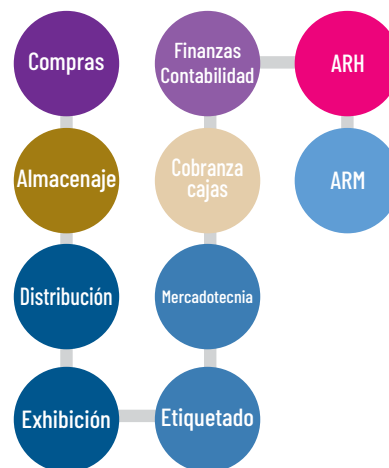 Compras
Almacenaje
Distribución
Exhibición
Etiquetado
Mercadotecnia
Cobranza
cajas
Finanzas
Contabilidad
ARH
ARM